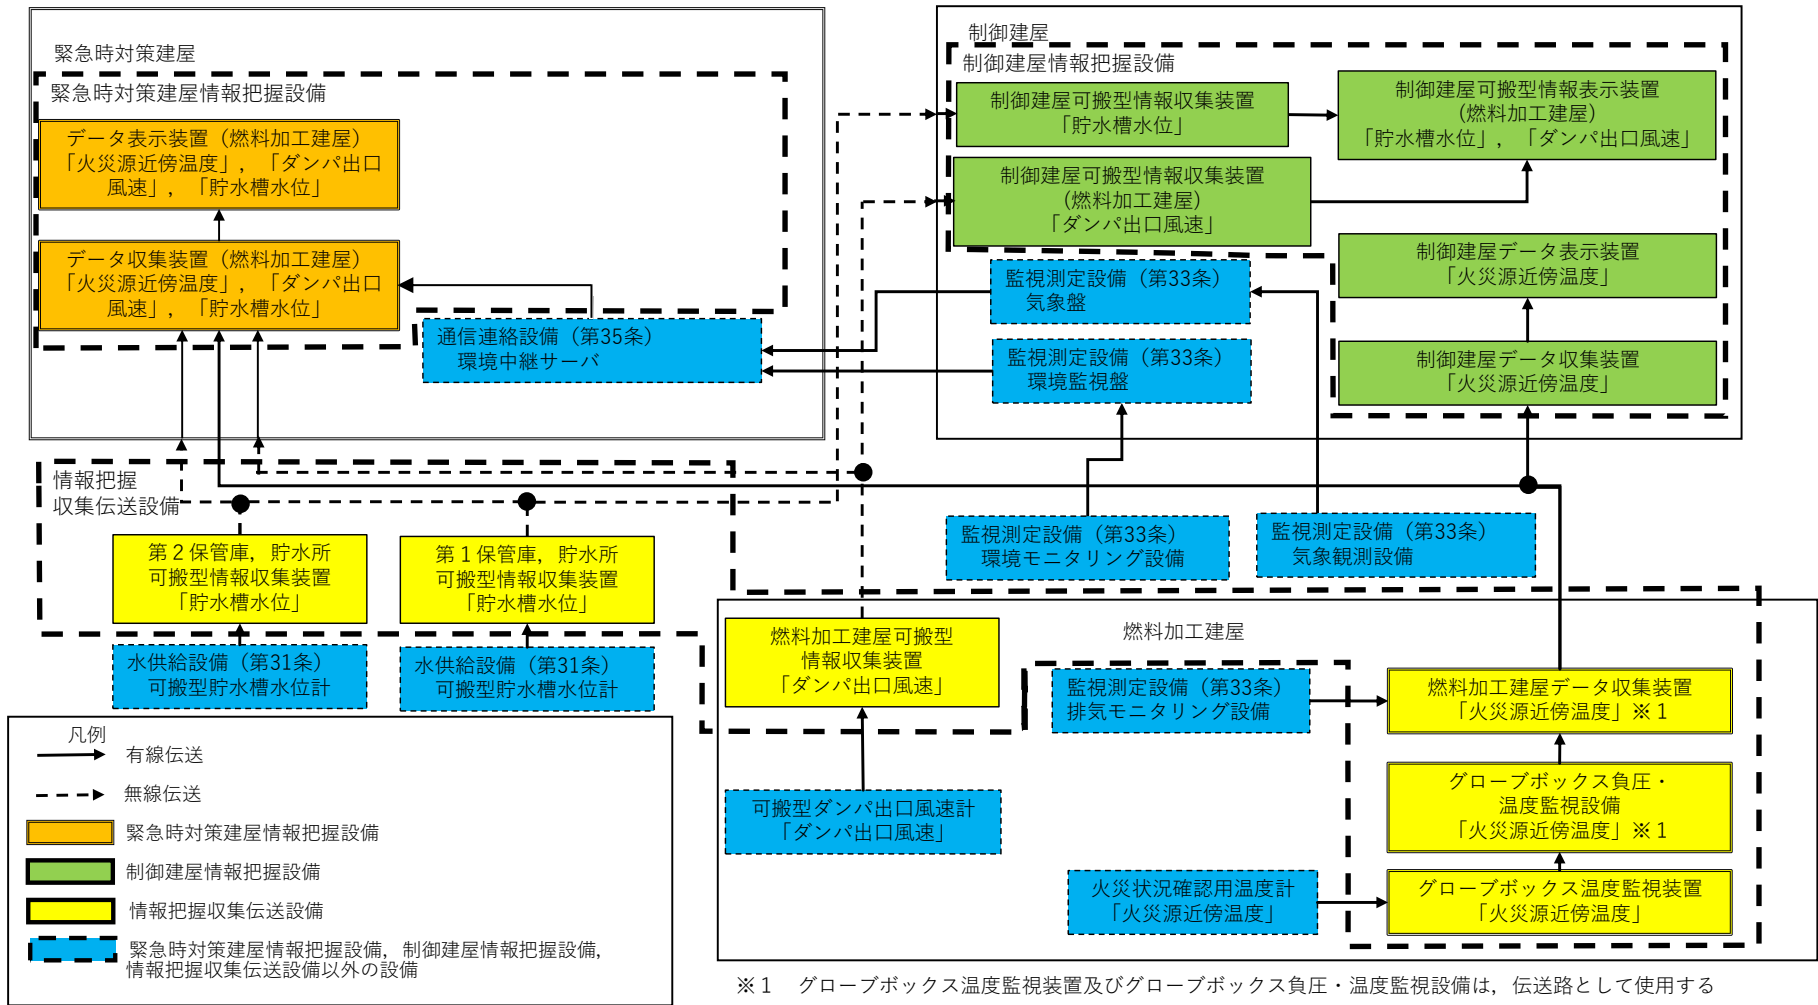 緊急時対策建屋
緊急時対策建屋情報把握設備
データ表示装置（燃料加工建屋）
「火災源近傍温度」，「ダンパ出口
風速」，「貯水槽水位」
データ収集装置（燃料加工建屋）
「火災源近傍温度」，「ダンパ出口
風速」，「貯水槽水位」
通信連絡設備（第35条）
環境中継サーバ
制御建屋
制御建屋情報把握設備
制御建屋可搬型情報収集装置
「貯水槽水位」
制御建屋可搬型情報表示装置
(燃料加工建屋)
「貯水槽水位」，「ダンパ出口風速」
制御建屋可搬型情報収集装置
(燃料加工建屋)
「ダンパ出口風速」
制御建屋データ表示装置
「火災源近傍温度」
監視測定設備（第33条）
気象盤
監視測定設備（第33条）
環境監視盤
制御建屋データ収集装置
「火災源近傍温度」
情報把握
収集伝送設備
第２保管庫，貯水所
可搬型情報収集装置
「貯水槽水位」
第１保管庫，貯水所
可搬型情報収集装置
「貯水槽水位」
水供給設備（第31条）
可搬型貯水槽水位計
水供給設備（第31条）
可搬型貯水槽水位計
監視測定設備（第33条）
環境モニタリング設備
監視測定設備（第33条）
気象観測設備
燃料加工建屋
燃料加工建屋可搬型
情報収集装置
「ダンパ出口風速」
監視測定設備（第33条）
排気モニタリング設備
燃料加工建屋データ収集装置
「火災源近傍温度」※１
可搬型ダンパ出口風速計
「ダンパ出口風速」
グローブボックス負圧・
温度監視設備
「火災源近傍温度」※１
火災状況確認用温度計
「火災源近傍温度」
グローブボックス温度監視装置
「火災源近傍温度」
凡例
有線伝送
無線伝送
緊急時対策建屋情報把握設備
制御建屋情報把握設備
情報把握収集伝送設備
緊急時対策建屋情報把握設備，制御建屋情報把握設備，
情報把握収集伝送設備以外の設備
※１　グローブボックス温度監視装置及びグローブボックス負圧・温度監視設備は，伝送路として使用する